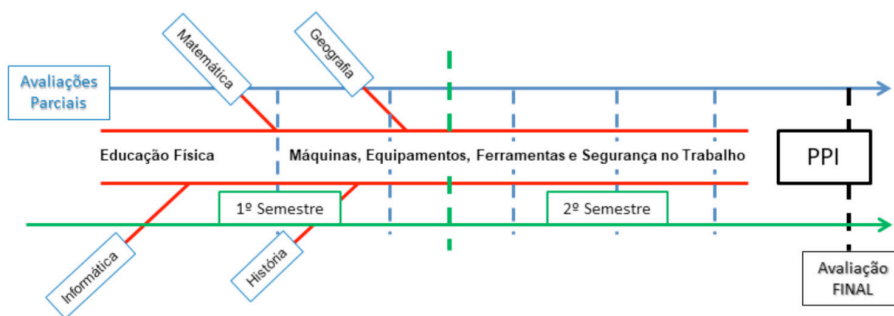 Matemática
Geografia
Avaliações
Parciais
Educação Física
Máquinas, Equipamentos, Ferramentas e Segurança no Trabalho
PPI
1º Semestre
2º Semestre
Informática
História
Avaliação
FINAL